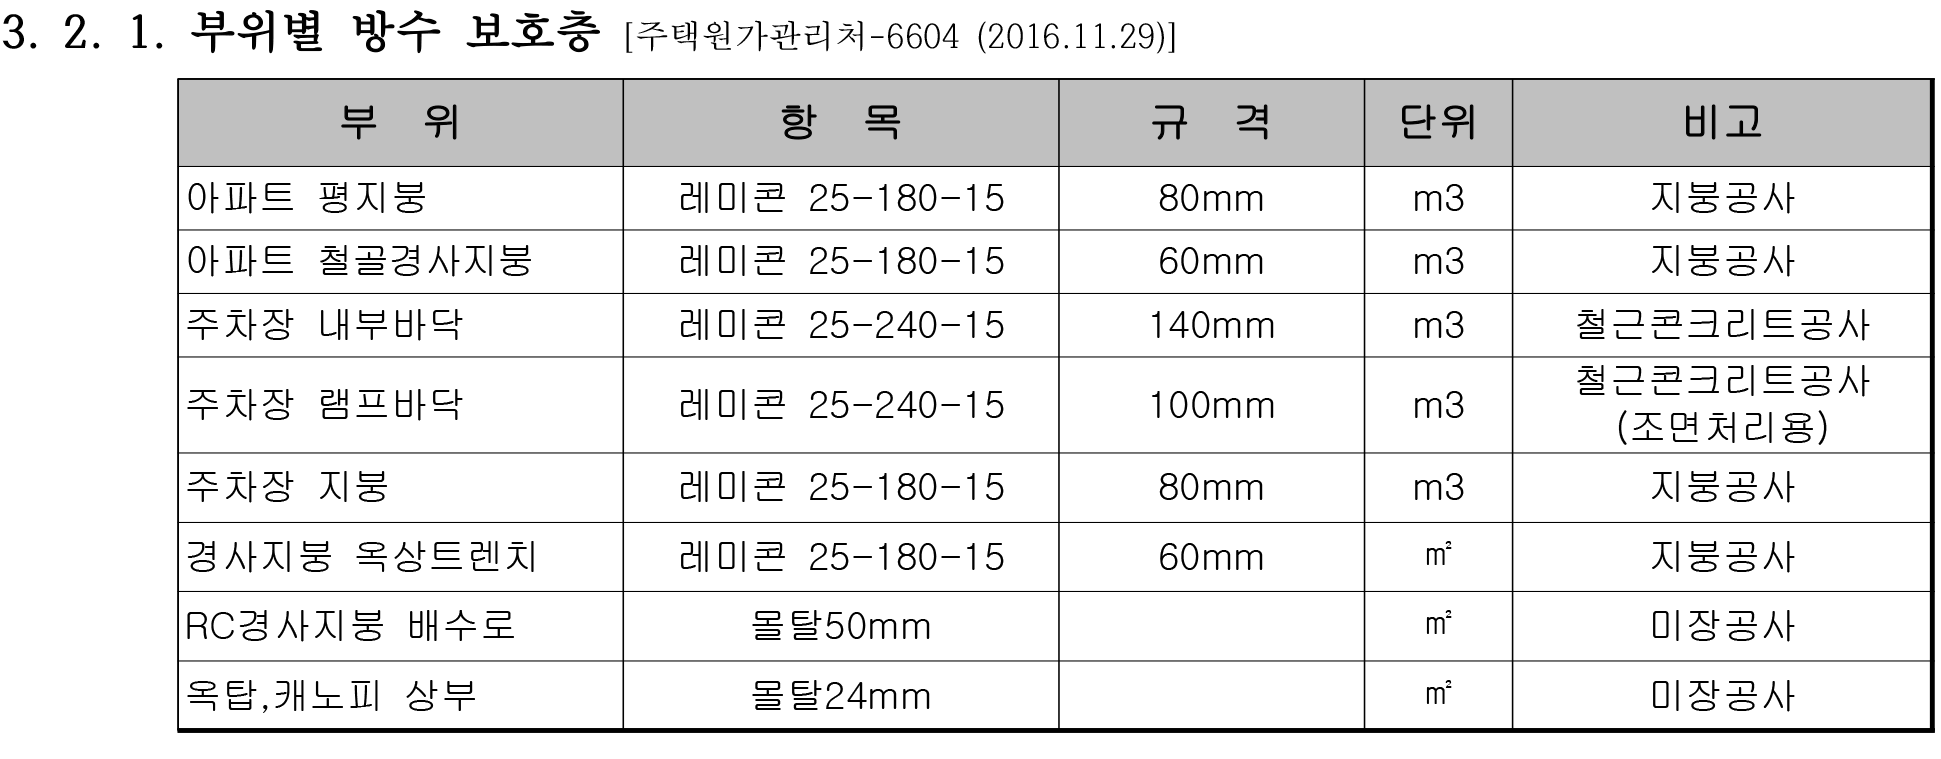 3. 2. 1. 부위별 방수 보호층 [주택원가관리처-6604 (2016.11.29)]
부 위 항 목 규 격 단위 비고
아파트 평지붕 레미콘 25-180-15 80mm m3 지붕공사
아파트 철골경사지붕 레미콘 25-180-15 60mm m3 지붕공사
주차장 내부바닥 레미콘 25-240-15 140mm m3 철근콘크리트공사
주차장 램프바닥 레미콘 25-240-15 100mm m3 철근콘크리트공사
(조면처리용)
주차장 지붕 레미콘 25-180-15 80mm m3 지붕공사
경사지붕 옥상트렌치 레미콘 25-180-15 60mm ㎡ 지붕공사
RC경사지붕 배수로 몰탈50mm ㎡ 미장공사
옥탑,캐노피 상부 몰탈24mm ㎡ 미장공사